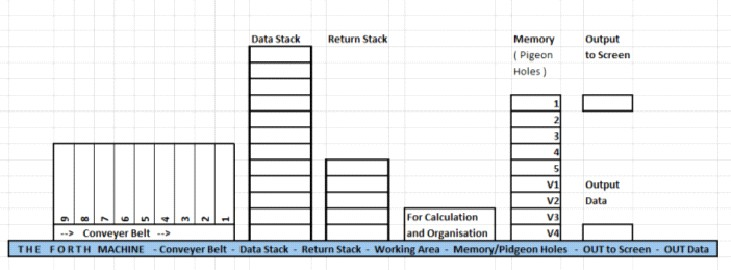 Data Stack
Return Stack
Memory
( Pigeon
Holes )
Output
to Screen
1
2
3
4
5
V1
V2
V3
V4
Output
Data
9
8
7
6
5
4
3
2
1
--> Conveyer Belt -->
For Calculation
and Organisation
THE FORTH MACHINE - Conveyer Belt - Data Stack - Return Stack - Working Area - Memory/Pidgeon Holes - OUT to Screen - OUT Data